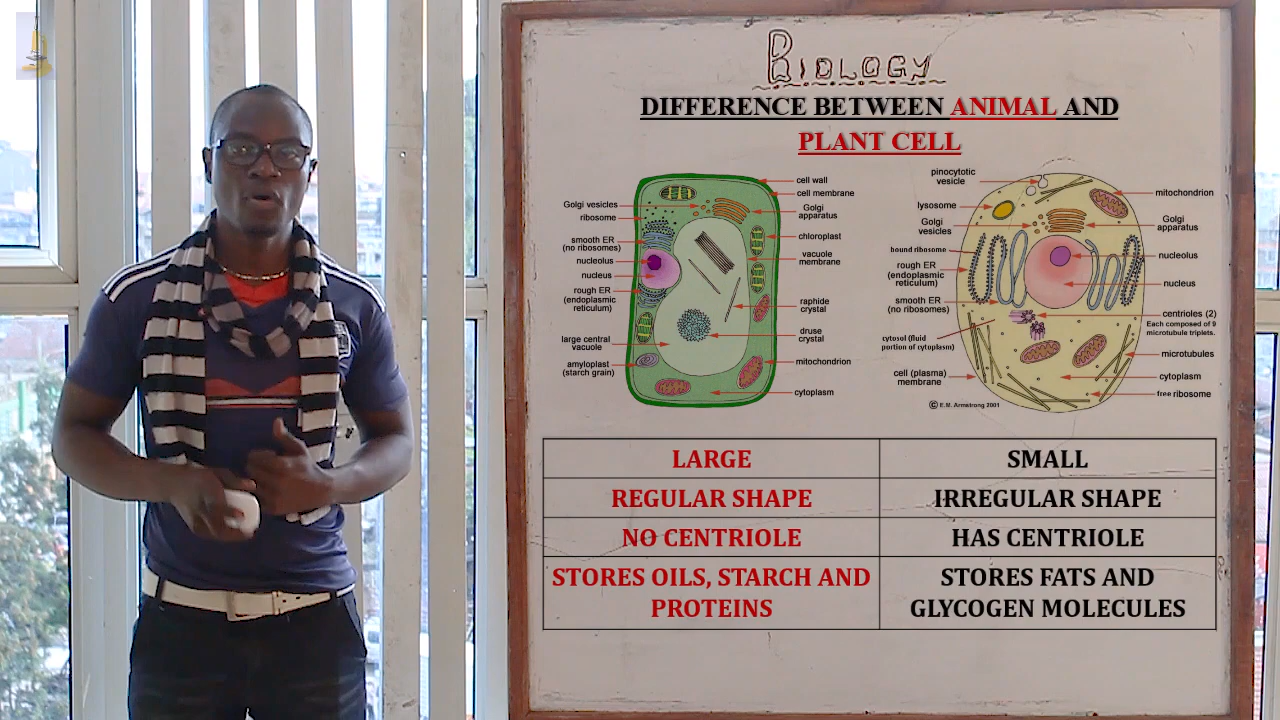 BIOLOGY
DIFFERENCE BETWEEN ANIMAL AND
PLANT CELL
cell wall
cell membrane
Golgi vesicles
Golgi
apparatus
ribosome
chloroplast
smooth ER
(no ribosomes)
vacuole
membrane
nucleolus
nucleus
rough ER
(endoplasmic
reticulum)
raphide
crystal
druse
crystal
large central
vacuole
mitochondrion
amyloplast
(starch grain)
cytoplasm
pinocytotic
vesicle
mitochondrion
lysosome
Golgi
vesicles
Golgi
apparatus
bound ribosome
nucleolus
rough ER
(endoplasmic
reticulum)
nucleus
smooth ER
(no ribosomes)
centrioles (2)
Each composed of 9
microtubule triplets.
cytosol (fluid
portion of cytoplasm)
microtubules
cell (plasma)
membrane
cytoplasm
free ribosome
© E.M. Armstrong 2001
LARGE SMALL
REGULAR SHAPE IRREGULAR SHAPE
NO CENTRIOLE HAS CENTRIOLE
STORES OILS, STARCH AND
PROTEINS
STORES FATS AND
GLYCOGEN MOLECULES